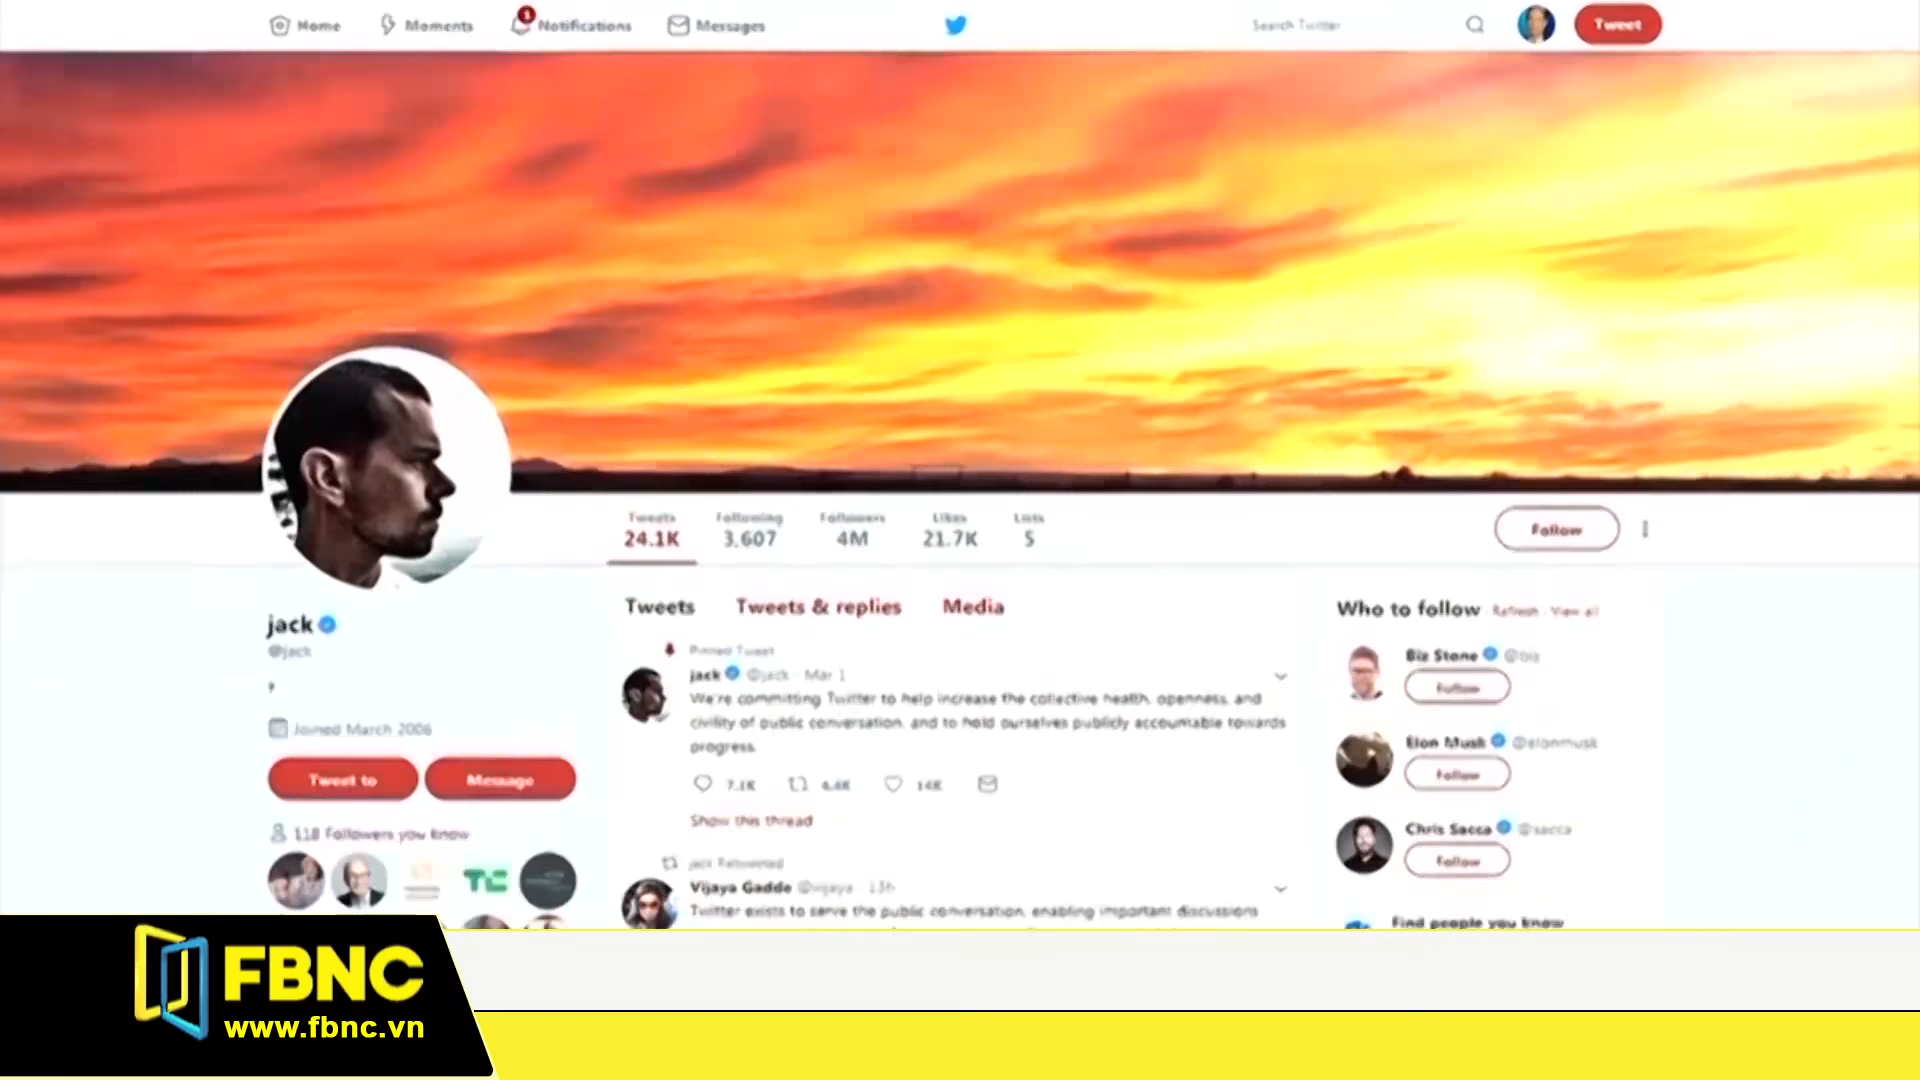 Home
Moments
1
Notifications
Messages
Search Twitter
Tweet
Tweets
24.1K
Following
3,607
Followers
4M
Likes
21.7K
Lists
5
Follow
jack
@jack
Joined March 2006
Tweet to
Message
118 Followers you know
TC
Tweets
Tweets & replies
Media
Pinned Tweet
jack @jack · Mar 1
We're committing Twitter to help increase the collective health, openness, and
civility of public conversation, and to hold ourselves publicly accountable towards
progress.
7.1K
14K
Show this thread
jack Retweeted
Vijaya Gadde @vijaya · 13h
Twitter exists to serve the public conversation, enabling important discussions
Who to follow · Refresh · View all
Biz Stone @biz
Follow
Elon Musk @elonmusk
Follow
Chris Sacca @sacca
Follow
Find people you know
FBNC
www.fbnc.vn